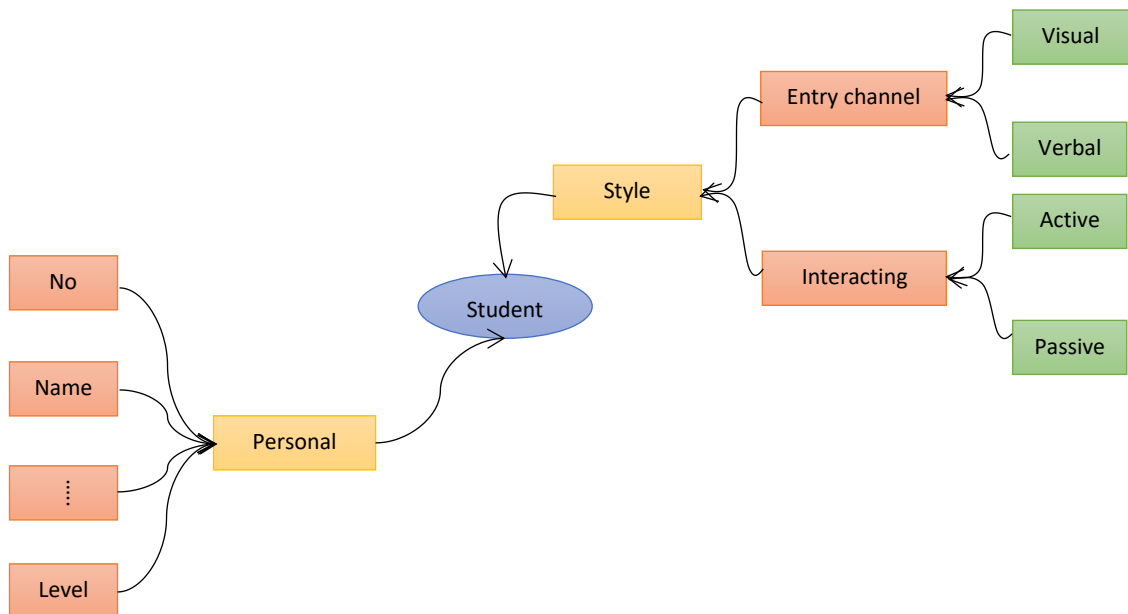 Visual
Entry channel
Verbal
Style
Active
No
Interacting
Student
Passive
Name
Personal
⁞
Level